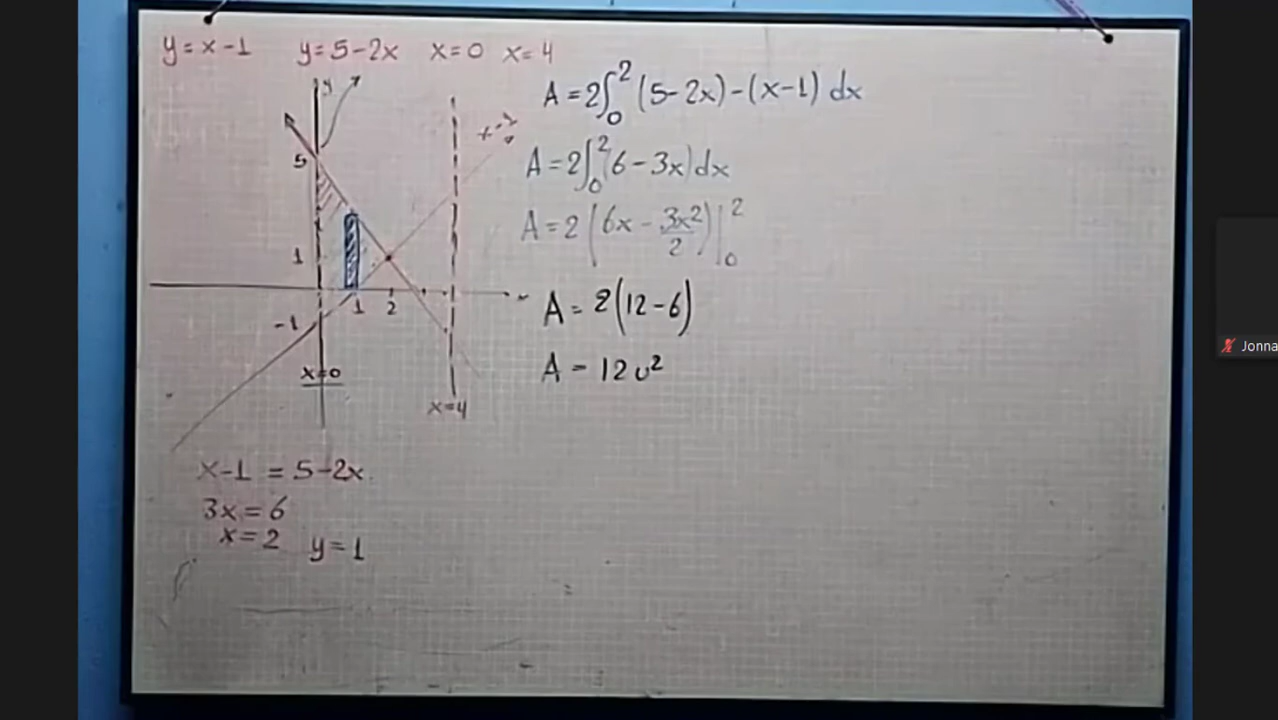 y = x - 1 y = 5 - 2x x = 0 x = 4
y
5
1
-1
1 2
x=0
x=4
x-1 = 5-2x
3x = 6
x = 2 y = 1
A = 2∫₀² (5-2x) - (x-1) dx
A = 2∫₀² (6 - 3x) dx
A = 2 (6x - 3x²/2) |₀²
A = 2(12 - 6)
A = 12 u²
Jonna